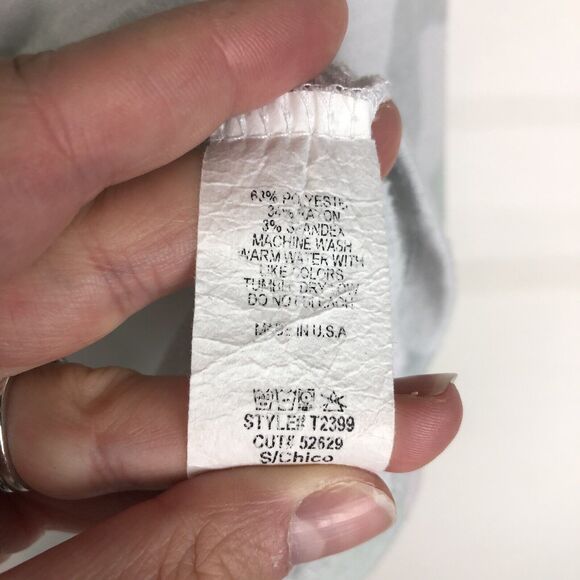 63% POLYESTER
34% RAYON
3% SPANDEX
MACHINE WASH
WARM WATER WITH
LIKE COLORS
TUMBLE DRY LOW
DO NOT BLEACH
MADE IN U.S.A
STYLE# T2399
CUT# 52629
S/Chico